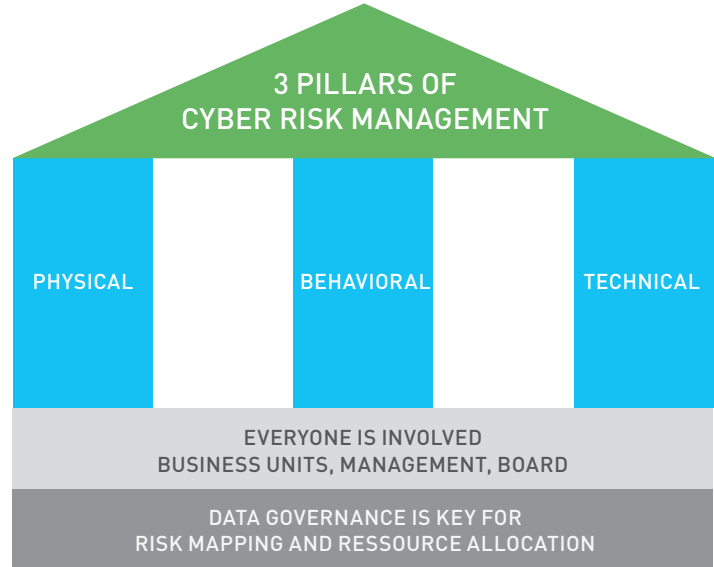 3 PILLARS OF
CYBER RISK MANAGEMENT
PHYSICAL
BEHAVIORAL
TECHNICAL
EVERYONE IS INVOLVED
BUSINESS UNITS, MANAGEMENT, BOARD
DATA GOVERNANCE IS KEY FOR
RISK MAPPING AND RESSOURCE ALLOCATION